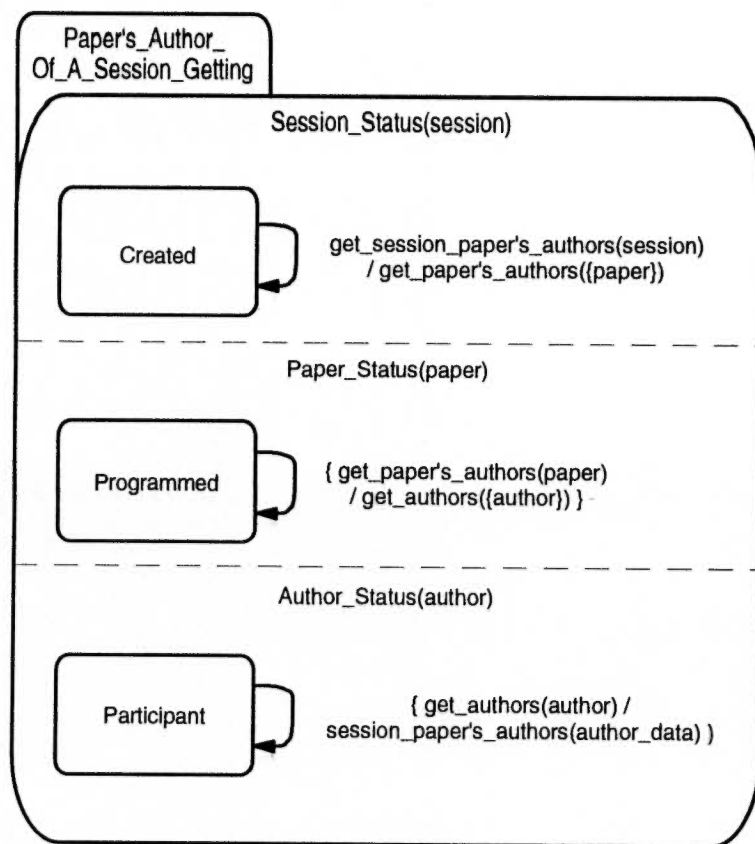 Paper's_Author_
Of_A_Session_Getting
Session_Status(session)
Created
get_session_paper's_authors(session)
/ get_paper's_authors({paper})
Paper_Status(paper)
Programmed
{ get_paper's_authors(paper)
/ get_authors({author}) }
Author_Status(author)
Participant
{ get_authors(author) /
session_paper's_authors(author_data) )